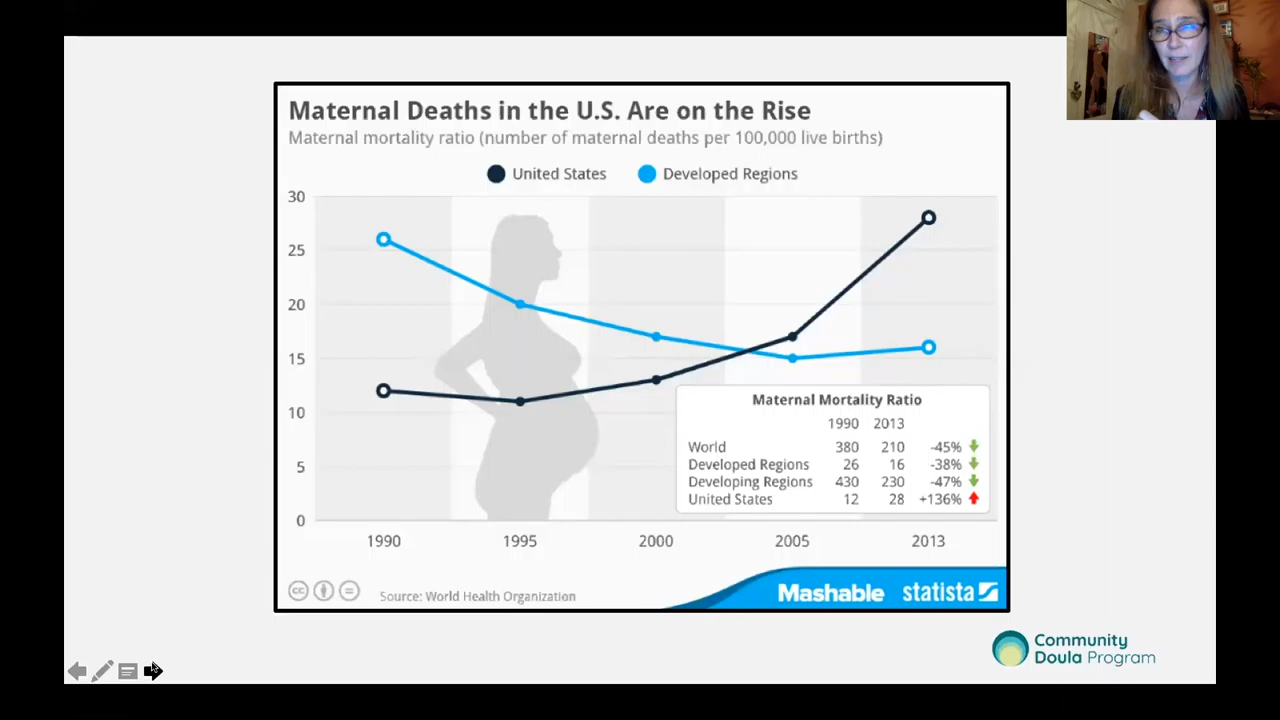 Maternal Deaths in the U.S. Are on the Rise
Maternal mortality ratio (number of maternal deaths per 100,000 live births)
United States Developed Regions
30
25
20
15
10
5
0
Maternal Mortality Ratio
1990 2013
World 380 210 -45%
Developed Regions 26 16 -38%
Developing Regions 430 230 -47%
United States 12 28 +136%
1990 1995 2000 2005 2013
cc
Source: World Health Organization
Mashable statista
Community
Doula Program